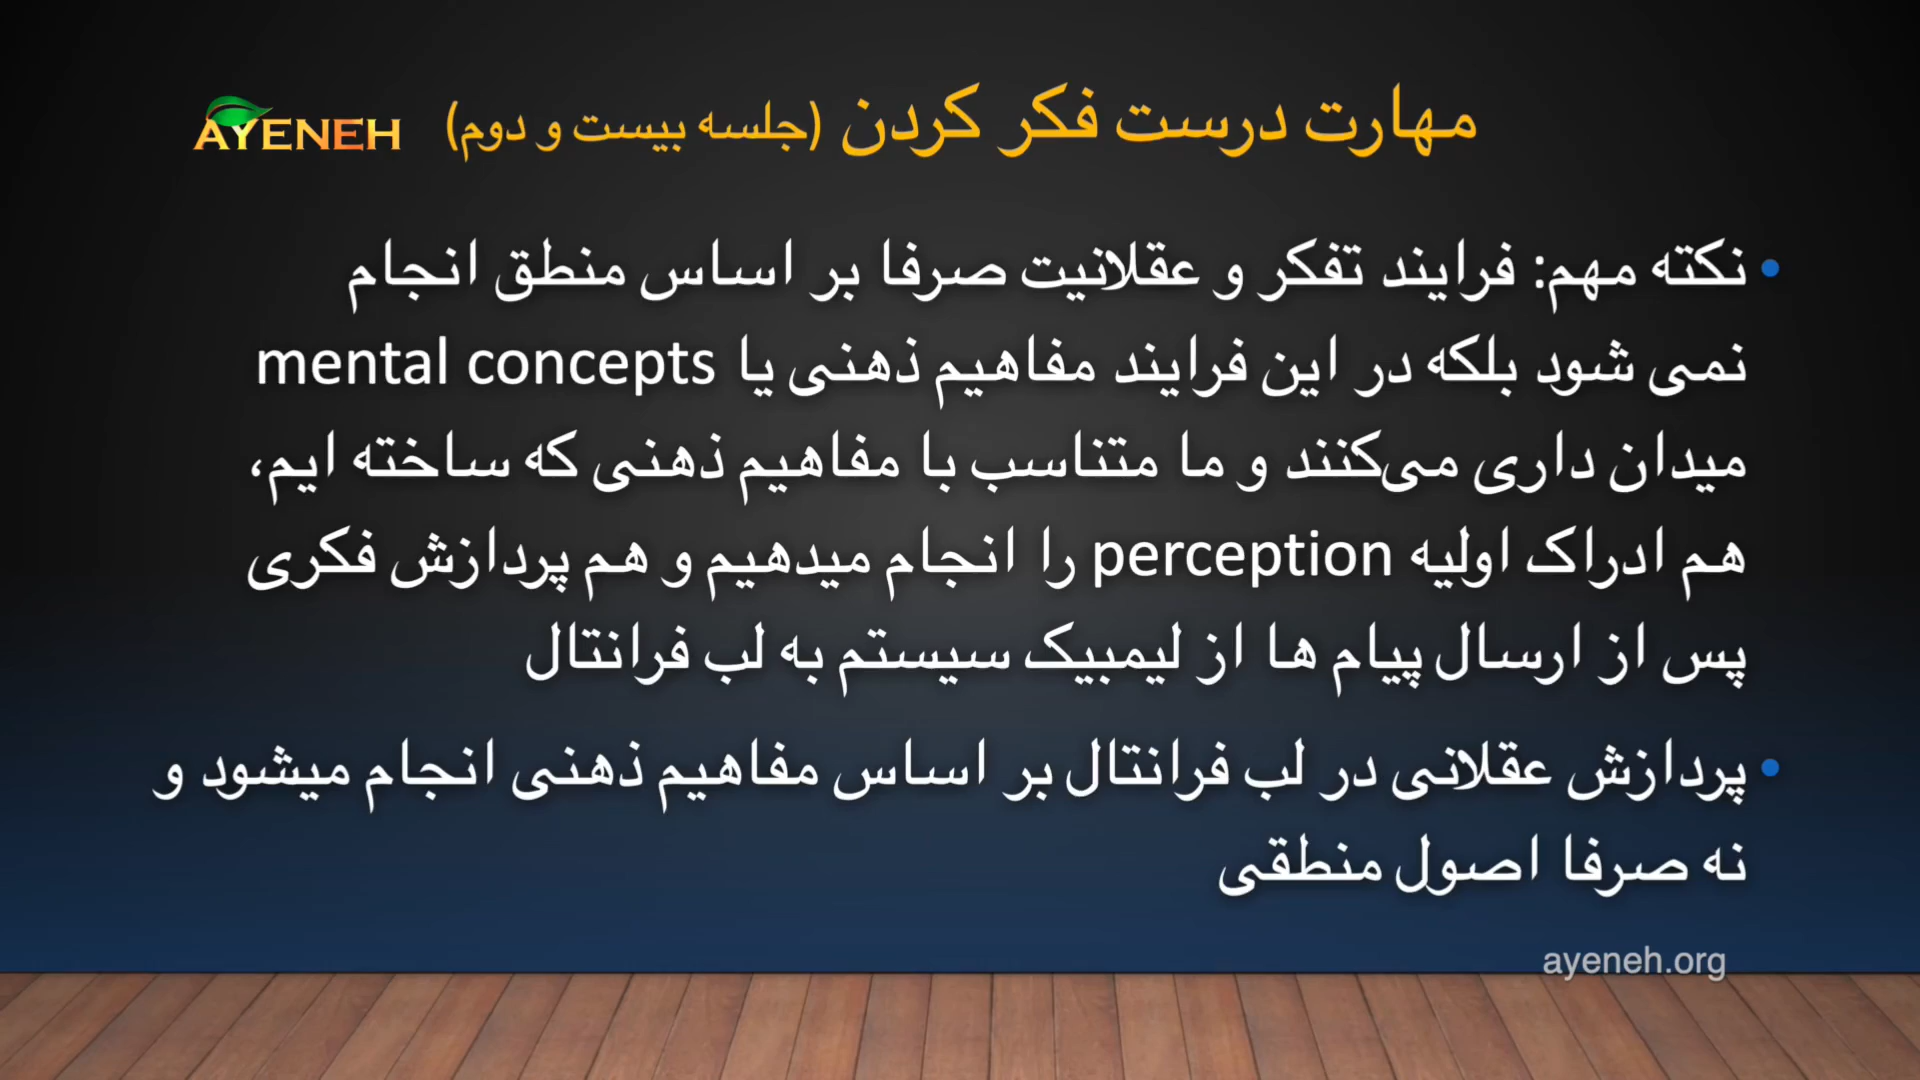 مهارت درست فکر کردن (جلسه بیست و دوم) AYENEH
• نکته مهم: فرایند تفکر و عقلانیت صرفا بر اساس منطق انجام
نمی شود بلکه در این فرایند مفاهیم ذهنی یا mental concepts
میدان داری می‌کنند و ما متناسب با مفاهیم ذهنی که ساخته ایم،
هم ادراک اولیه perception را انجام میدهیم و هم پردازش فکری
پس از ارسال پیام ها از لیمبیک سیستم به لب فرانتال
• پردازش عقلانی در لب فرانتال بر اساس مفاهیم ذهنی انجام میشود و
نه صرفا اصول منطقی
ayeneh.org